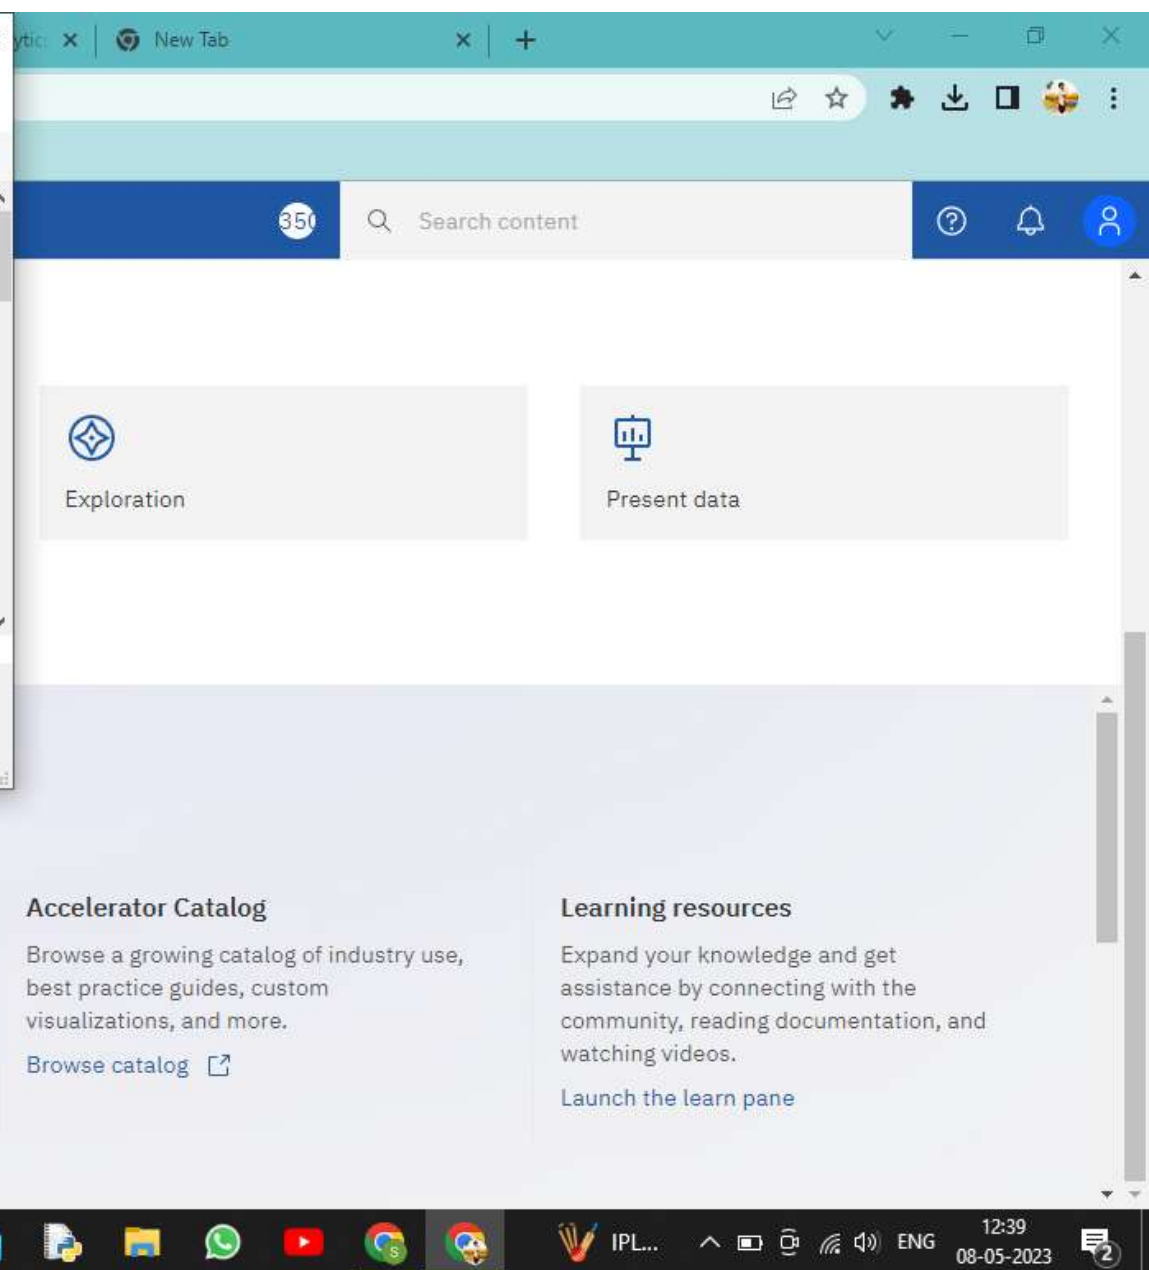 New Tab
Search content
Exploration
Present data
Accelerator Catalog
Browse a growing catalog of industry use,
best practice guides, custom
visualizations, and more.
Browse catalog
Learning resources
Expand your knowledge and get
assistance by connecting with the
community, reading documentation, and
watching videos.
Launch the learn pane
IPL...
ENG
12:39
08-05-2023
2